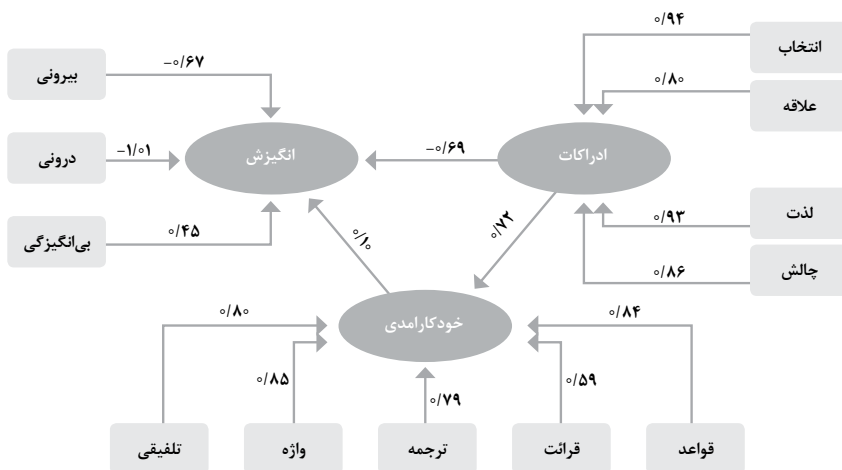 ۰/۹۴
انتخاب
۰/۸۰
علاقه
−۰/۶۷
بیرونی
−۱/۰۱
درونی
انگیزش
−۰/۶۹
ادراکات
۰/۹۳
لذت
۰/۴۵
بی‌انگیزگی
۰/۱۰
۰/۷۲
۰/۸۶
چالش
خودکارامدی
۰/۸۰
۰/۸۴
۰/۸۵
۰/۷۹
۰/۵۹
قواعد
قرائت
ترجمه
واژه
تلفیقی